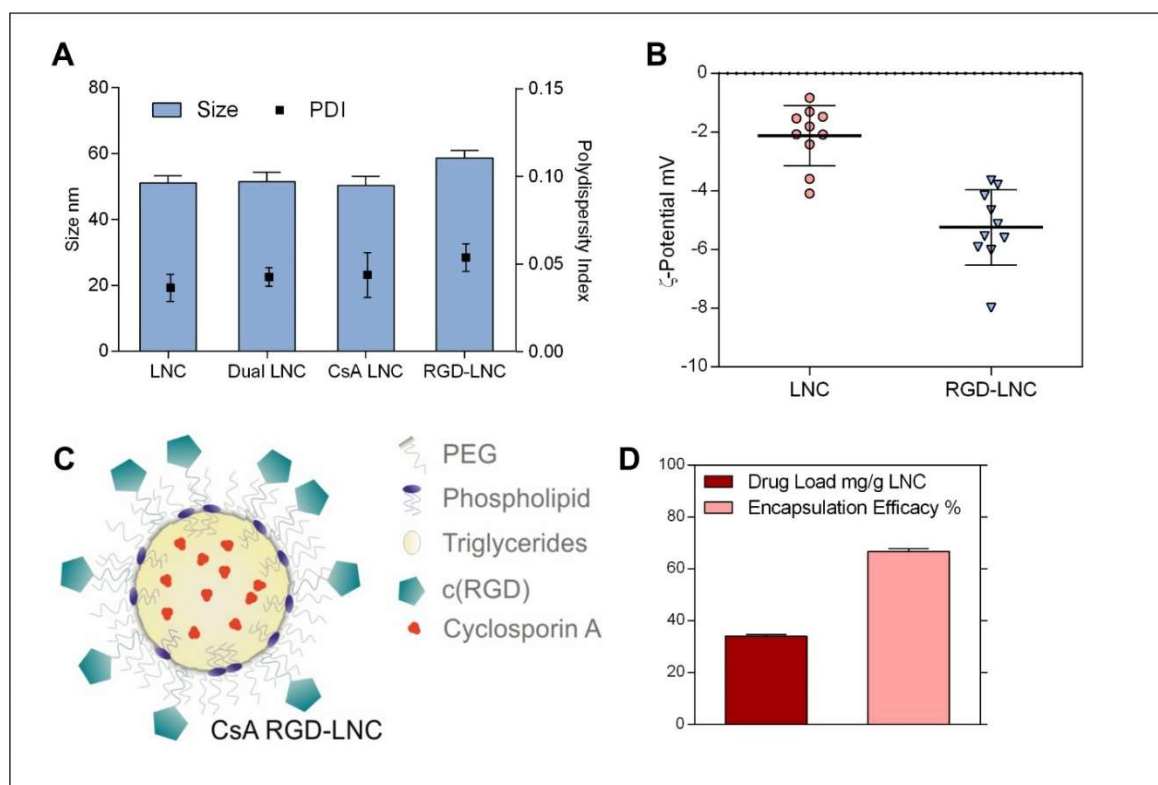 A
80
60
40
20
0
Size nm
Size
PDI
0.15
0.10
0.05
0.00
Polydispersity Index
LNC
Dual LNC
CsA LNC
RGD-LNC
B
0
-2
-4
-6
-8
-10
ζ-Potential mV
LNC
RGD-LNC
C
PEG
Phospholipid
Triglycerides
c(RGD)
Cyclosporin A
CsA RGD-LNC
D
100
80
60
40
20
0
Drug Load mg/g LNC
Encapsulation Efficacy %